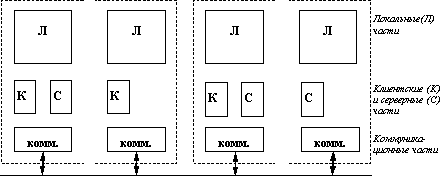 Л Л Л Л
Локальные (Л)
части
К С К К С С
Клиентские (К)
и серверные (С)
части
комм. комм. комм. комм.
Коммуника-
ционные части